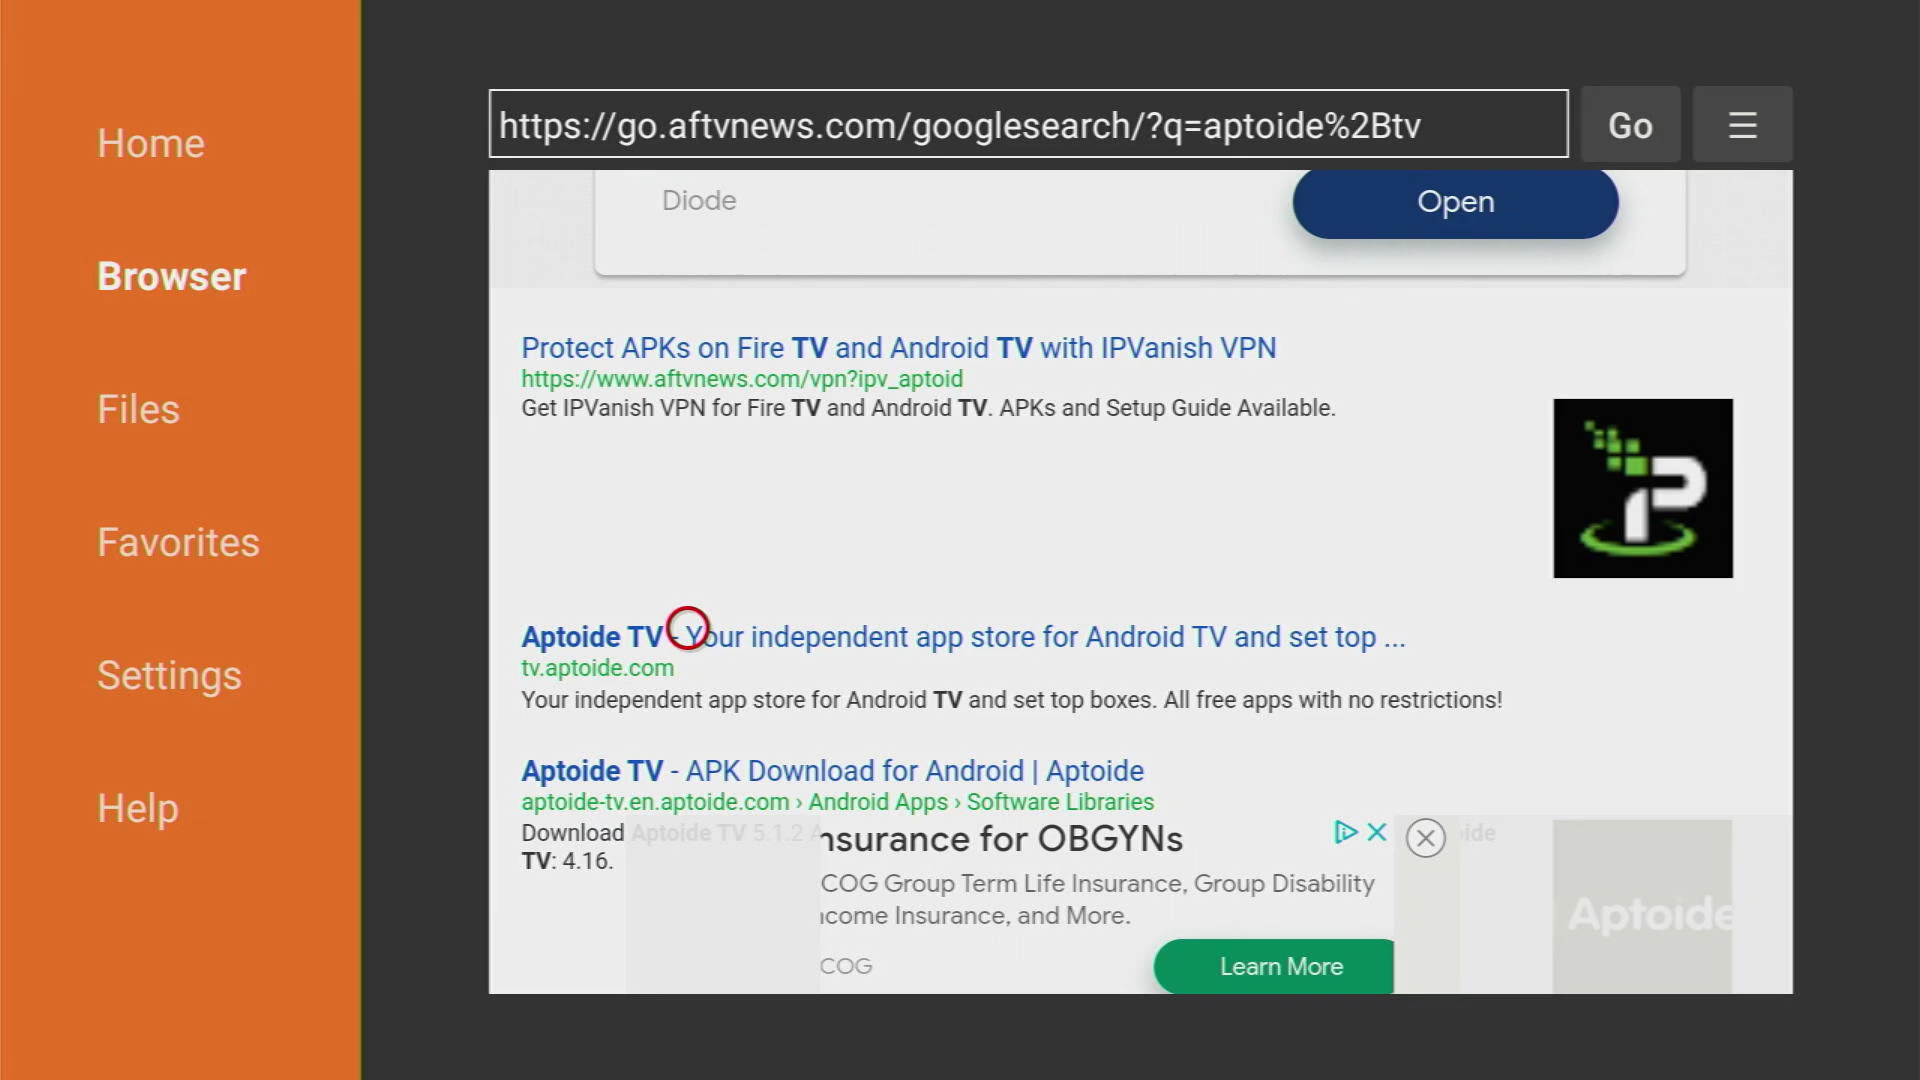 Home
Browser
Files
Favorites
Settings
Help
https://go.aftvnews.com/googlesearch/?q=aptoide%2Btv
Go
Diode
Open
Protect APKs on Fire TV and Android TV with IPVanish VPN
https://www.aftvnews.com/vpn?ipv_aptoid
Get IPVanish VPN for Fire TV and Android TV. APKs and Setup Guide Available.
Aptoide TV - Your independent app store for Android TV and set top ...
tv.aptoide.com
Your independent app store for Android TV and set top boxes. All free apps with no restrictions!
Aptoide TV - APK Download for Android | Aptoide
aptoide-tv.en.aptoide.com › Android Apps › Software Libraries
Download Aptoide TV 5.1.2 A
TV: 4.16.
nsurance for OBGYNs
COG Group Term Life Insurance, Group Disability
ncome Insurance, and More.
COG
Learn More
Aptoide